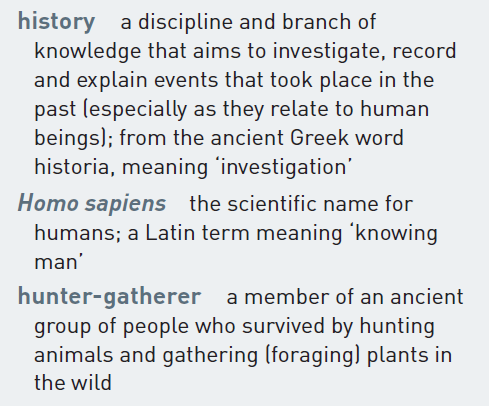 history a discipline and branch of
knowledge that aims to investigate, record
and explain events that took place in the
past (especially as they relate to human
beings); from the ancient Greek word
historia, meaning ‘investigation’
Homo sapiens the scientific name for
humans; a Latin term meaning ‘knowing
man’
hunter-gatherer a member of an ancient
group of people who survived by hunting
animals and gathering (foraging) plants in
the wild